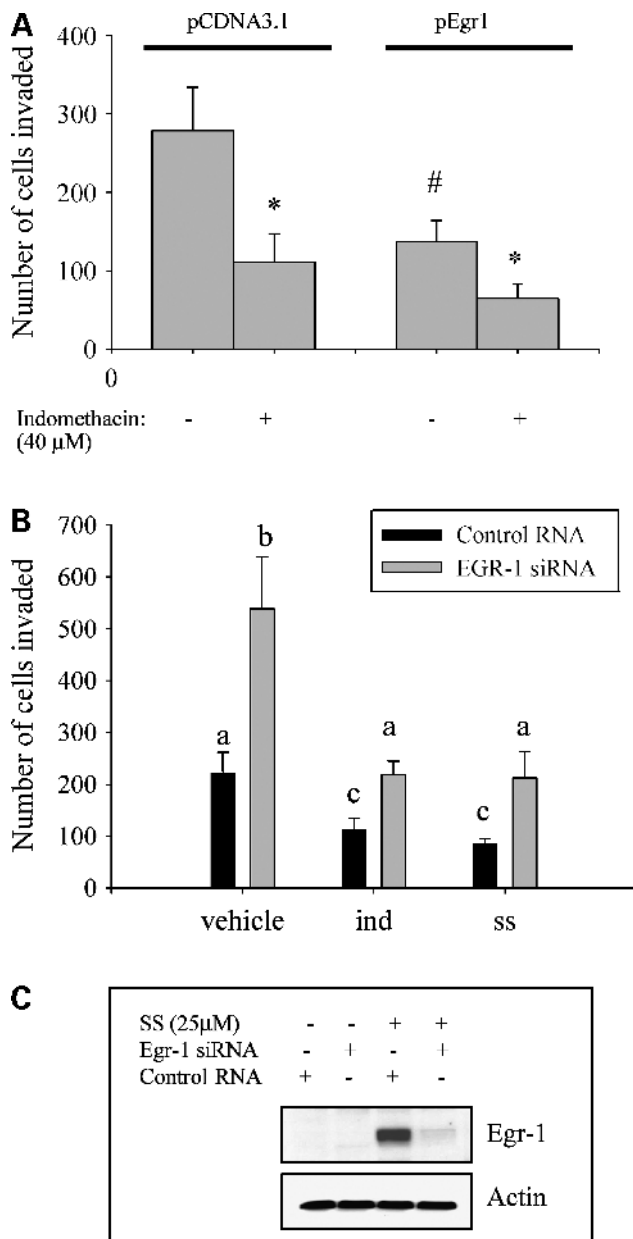 A
pCDNA3.1 pEgr1
Number of cells invaded
400
300
200
100
0
0
* # *
Indomethacin: - + - +
(40 µM)
B
Number of cells invaded
700
600
500
400
300
200
100
0
Control RNA
EGR-1 siRNA
a b c a c a
vehicle ind ss
C
SS (25µM) - - + +
Egr-1 siRNA - + - +
Control RNA + - + -
Egr-1
Actin